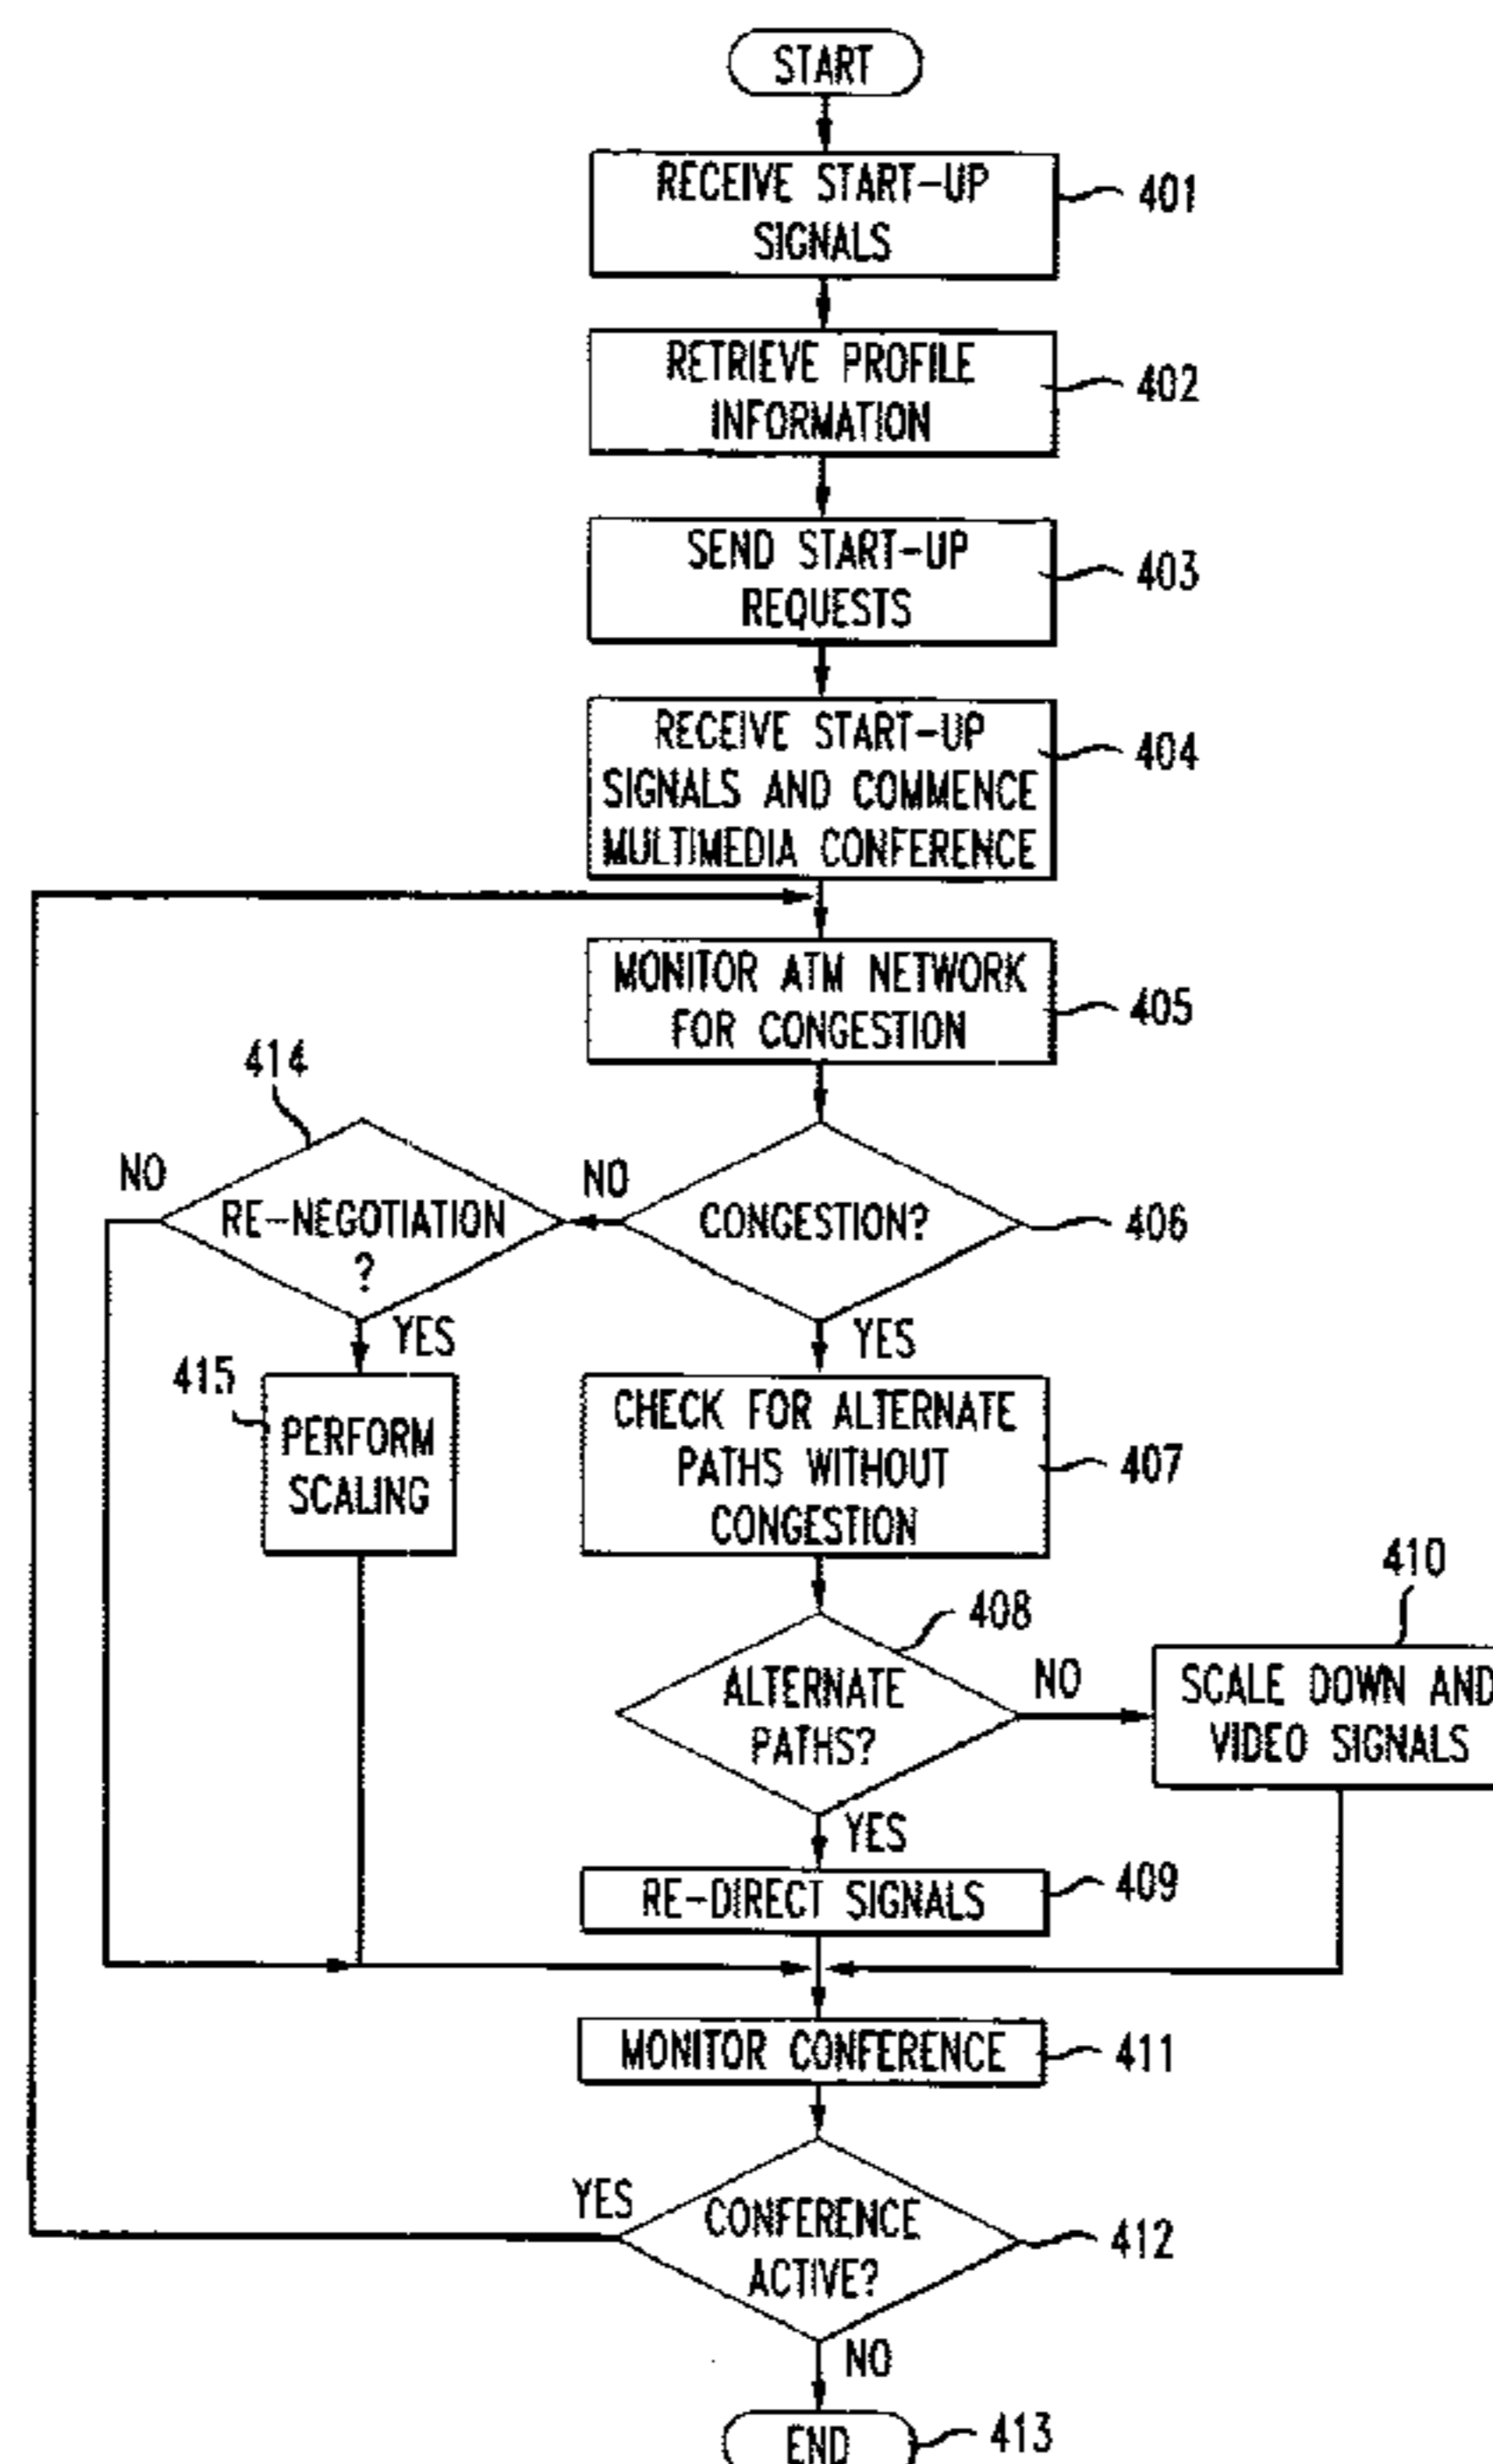 START
RECEIVE START-UP
SIGNALS
401
RETRIEVE PROFILE
INFORMATION
402
SEND START-UP
REQUESTS
403
RECEIVE START-UP
SIGNALS AND COMMENCE
MULTIMEDIA CONFERENCE
404
MONITOR ATM NETWORK
FOR CONGESTION
405
414
NO
RE-NEGOTIATION
?
NO
CONGESTION?
406
YES
YES
415
PERFORM
SCALING
CHECK FOR ALTERNATE
PATHS WITHOUT
CONGESTION
407
408
ALTERNATE
PATHS?
NO
410
SCALE DOWN AND
VIDEO SIGNALS
YES
RE-DIRECT SIGNALS
409
MONITOR CONFERENCE
411
YES
CONFERENCE
ACTIVE?
412
NO
END
413